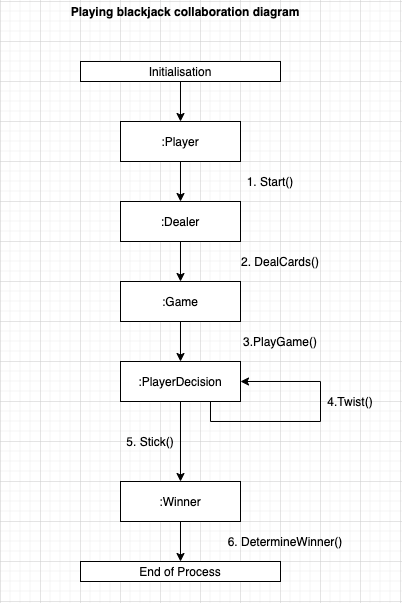 Playing blackjack collaboration diagram
Initialisation
:Player
1. Start()
:Dealer
2. DealCards()
:Game
3.PlayGame()
:PlayerDecision
4.Twist()
5. Stick()
:Winner
6. DetermineWinner()
End of Process